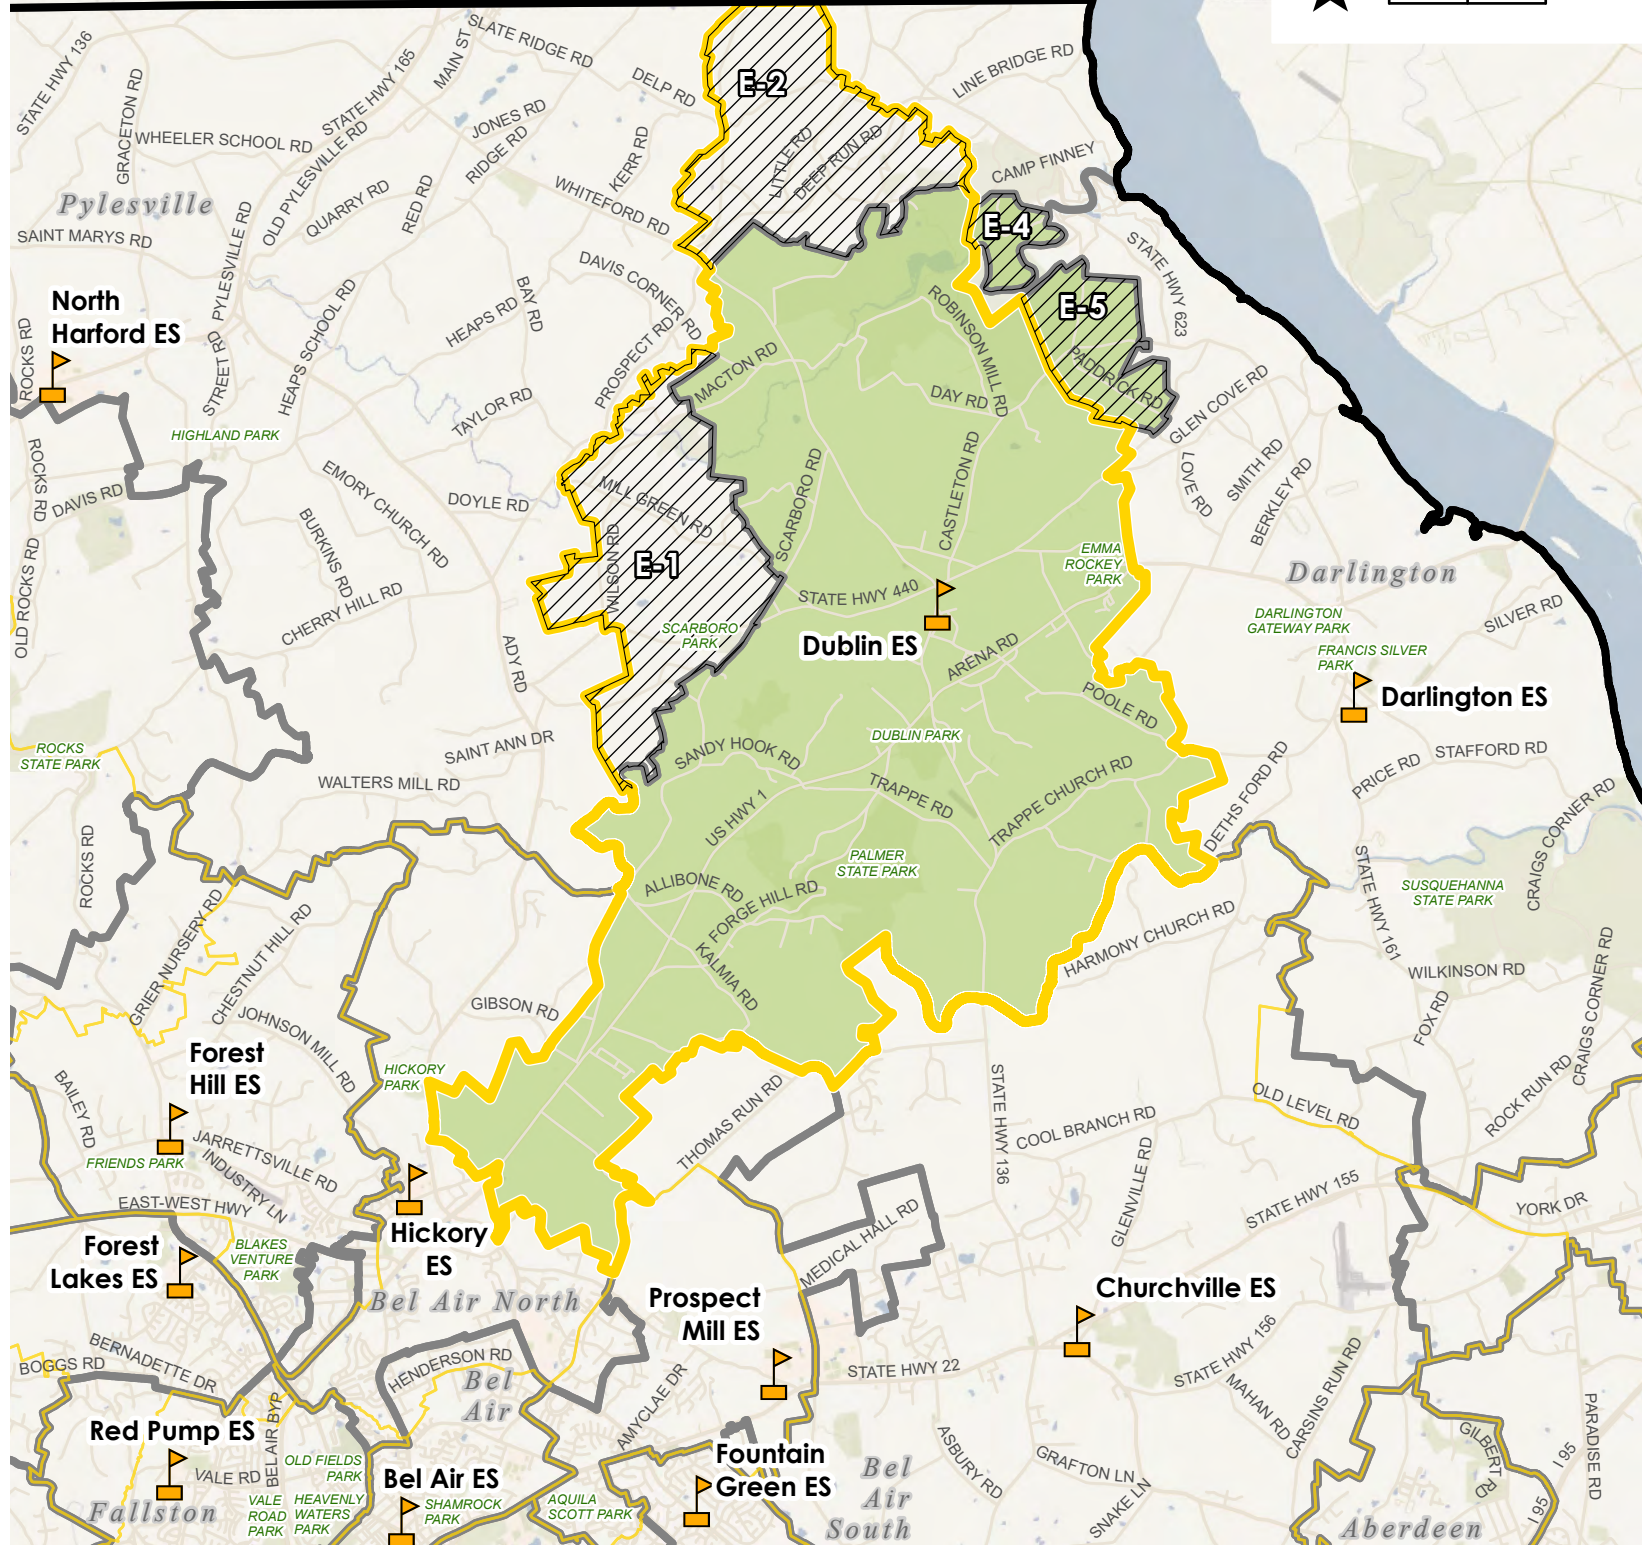 STATE HWY 136
GRACETON RD
WHEELER SCHOOL RD
STATE HWY 165
MAIN ST
SLATE RIDGE RD
DELP RD
JONES RD
RIDGE RD
KERR RD
WHITEFORD RD
OLD PYLESVILLE RD
QUARRY RD
RED RD
Pylesville
SAINT MARYS RD
PYLESVILLE RD
E-2
LITTLE RD
DEEP RUN RD
LINE BRIDGE RD
CAMP FINNEY
E-4
STATE HWY 623
E-5
PADDRICK RD
GLEN COVE RD
LOVE RD
SMITH RD
BERKLEY RD
North
Harford ES
ROCKS RD
STREET RD
HEAPS SCHOOL RD
HEAPS RD
BAY RD
DAVIS CORNER RD
PROSPECT RD
MACTON RD
TAYLOR RD
HIGHLAND PARK
ROCKS RD
DAVIS RD
EMORY CHURCH RD
DOYLE RD
BURKINS RD
CHERRY HILL RD
OLD ROCKS RD
MILL GREEN RD
WILSON RD
E-1
SCARBORO
PARK
SCARBORO RD
ROBINSON MILL RD
DAY RD
CASTLETON RD
EMMA
ROCKEY
PARK
STATE HWY 440
Dublin ES
ARENA RD
POOLE RD
DUBLIN PARK
Darlington
DARLINGTON
GATEWAY PARK
FRANCIS SILVER
PARK
SILVER RD
Darlington ES
STAFFORD RD
PRICE RD
DETHS FORD RD
CRAIGS CORNER RD
ADY RD
SAINT ANN DR
WALTERS MILL RD
ROCKS
STATE PARK
ROCKS RD
SANDY HOOK RD
US HWY 1
TRAPPE RD
TRAPPE CHURCH RD
PALMER
STATE PARK
ALLIBONE RD
FORGE HILL RD
KALMIA RD
HARMONY CHURCH RD
STATE HWY 161
SUSQUEHANNA
STATE PARK
WILKINSON RD
CRAIGS CORNER RD
FOX RD
ROCK RUN RD
GRIER NURSERY RD
CHESTNUT HILL RD
JOHNSON MILL RD
GIBSON RD
HICKORY
PARK
Forest
Hill ES
BAILEY RD
FRIENDS PARK
JARRETTSVILLE RD
INDUSTRY LN
EAST-WEST HWY
Forest
Lakes ES
BLAKES
VENTURE
PARK
Hickory
ES
Bel Air North
THOMAS RUN RD
STATE HWY 136
COOL BRANCH RD
OLD LEVEL RD
GLENVILLE RD
STATE HWY 155
YORK DR
MEDICAL HALL RD
Prospect
Mill ES
Churchville ES
STATE HWY 22
STATE HWY 156
MAHAN RD
CARSINS RUN RD
BERNADETTE DR
BOGGS RD
HENDERSON RD
Bel
Air
AMYCLAE DR
Red Pump ES
VALE RD
BEL AIR BYP
OLD FIELDS
PARK
VALE
ROAD
PARK
HEAVENLY
WATERS
PARK
Fallston
Bel Air ES
SHAMROCK
PARK
AQUILA
SCOTT PARK
Fountain
Green ES
Bel
Air
South
ASBURY RD
GRAFTON LN
SNAKE LN
GILBERT
RD
I 95
I 95
PARADISE RD
Aberdeen